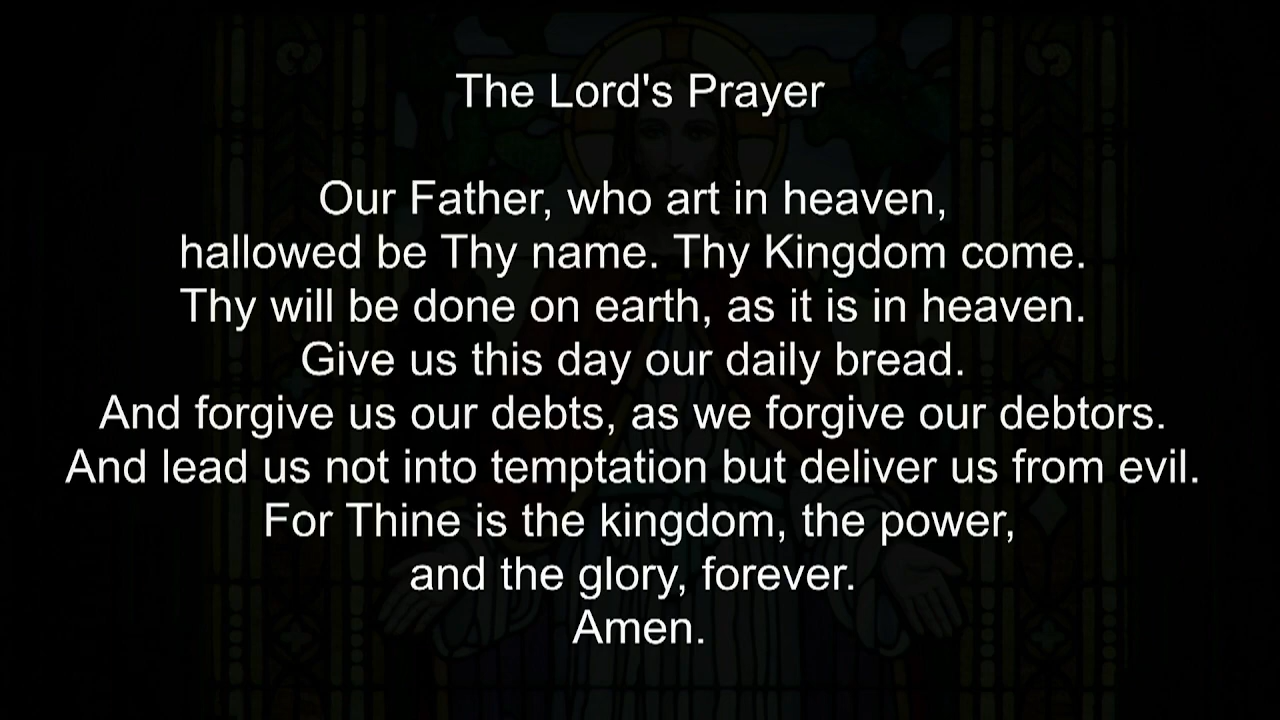 The Lord's Prayer
Our Father, who art in heaven,
hallowed be Thy name. Thy Kingdom come.
Thy will be done on earth, as it is in heaven.
Give us this day our daily bread.
And forgive us our debts, as we forgive our debtors.
And lead us not into temptation but deliver us from evil.
For Thine is the kingdom, the power,
and the glory, forever.
Amen.